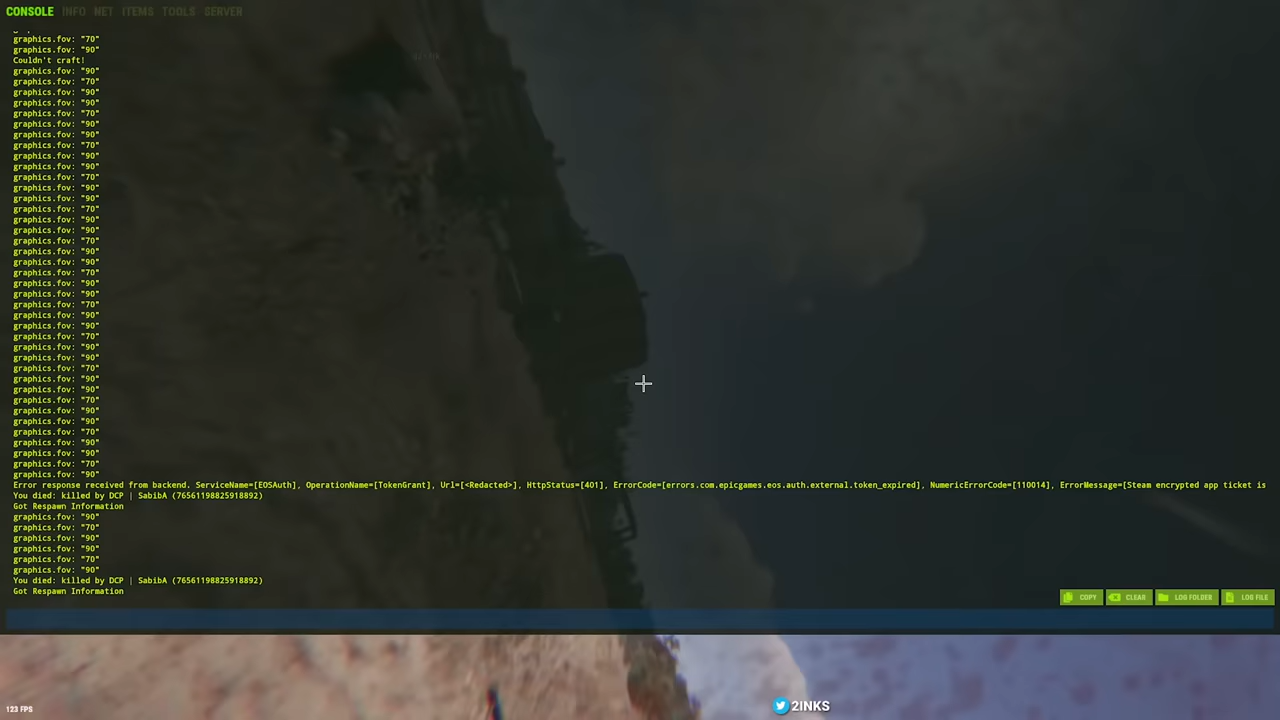 CONSOLE INFO NET ITEMS TOOLS SERVER
graphics.fov: "70"
graphics.fov: "90"
Couldn't craft!
graphics.fov: "90"
graphics.fov: "70"
graphics.fov: "90"
graphics.fov: "90"
graphics.fov: "70"
graphics.fov: "90"
graphics.fov: "90"
graphics.fov: "70"
graphics.fov: "90"
graphics.fov: "90"
graphics.fov: "70"
graphics.fov: "90"
graphics.fov: "90"
graphics.fov: "70"
graphics.fov: "90"
graphics.fov: "90"
graphics.fov: "70"
graphics.fov: "90"
graphics.fov: "90"
graphics.fov: "70"
graphics.fov: "90"
graphics.fov: "90"
graphics.fov: "70"
graphics.fov: "90"
graphics.fov: "90"
graphics.fov: "70"
graphics.fov: "90"
graphics.fov: "90"
graphics.fov: "70"
graphics.fov: "90"
graphics.fov: "90"
graphics.fov: "70"
graphics.fov: "90"
graphics.fov: "90"
graphics.fov: "70"
graphics.fov: "90"
graphics.fov: "90"
graphics.fov: "70"
graphics.fov: "90"
Error response received from backend. ServiceName=[EOSAuth], OperationName=[TokenGrant], Url=[<Redacted>], HttpStatus=[401], ErrorCode=[errors.com.epicgames.eos.auth.external.token_expired], NumericErrorCode=[110014], ErrorMessage=[Steam encrypted app ticket is
You died: killed by DCP | SabibA (76561198825918892)
Got Respawn Information
graphics.fov: "90"
graphics.fov: "70"
graphics.fov: "90"
graphics.fov: "90"
graphics.fov: "70"
graphics.fov: "90"
You died: killed by DCP | SabibA (76561198825918892)
Got Respawn Information
COPY CLEAR LOG FOLDER LOG FILE
123 FPS
2INKS